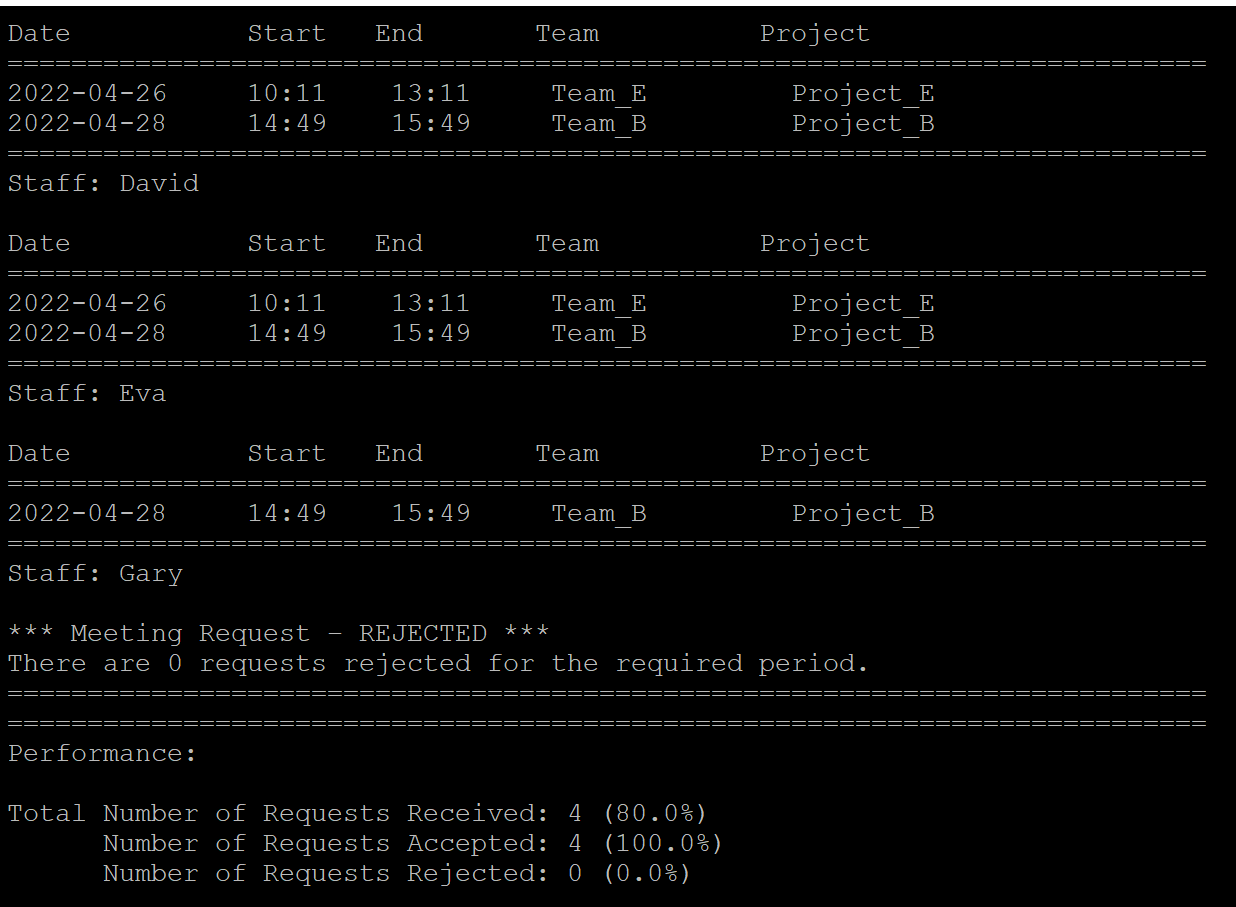 Date           Start   End       Team          Project
===========================================================================
2022-04-26     10:11    13:11     Team_E         Project_E
2022-04-28     14:49    15:49     Team_B         Project_B
===========================================================================
Staff: David
Date           Start   End       Team          Project
===========================================================================
2022-04-26     10:11    13:11     Team_E         Project_E
2022-04-28     14:49    15:49     Team_B         Project_B
===========================================================================
Staff: Eva
Date           Start   End       Team          Project
===========================================================================
2022-04-28     14:49    15:49     Team_B         Project_B
===========================================================================
Staff: Gary
*** Meeting Request – REJECTED ***
There are 0 requests rejected for the required period.
===========================================================================
===========================================================================
Performance:
Total Number of Requests Received: 4 (80.0%)
      Number of Requests Accepted: 4 (100.0%)
      Number of Requests Rejected: 0 (0.0%)